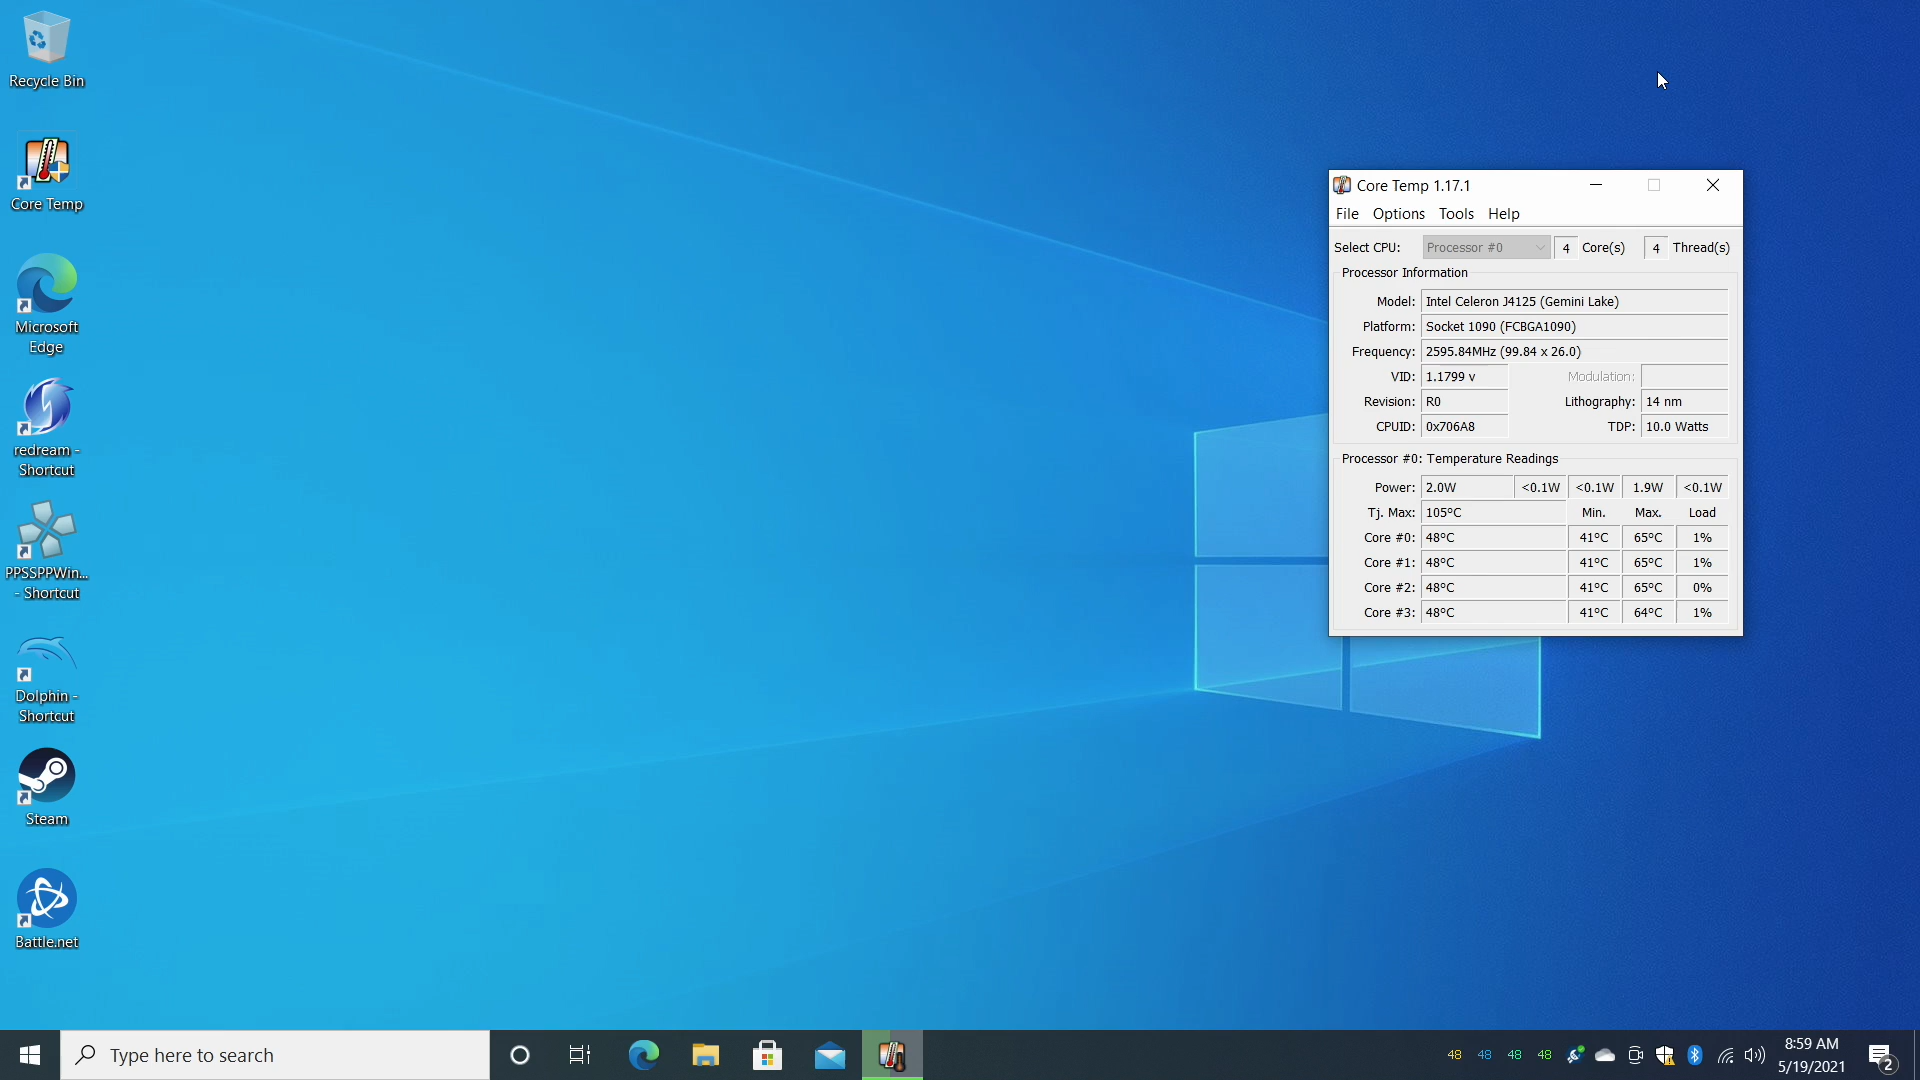 Recycle Bin
Core Temp
Microsoft
Edge
redream -
Shortcut
PPSSPPWin...
- Shortcut
Dolphin -
Shortcut
Steam
Battle.net
Core Temp 1.17.1
File Options Tools Help
Select CPU: Processor #0 4 Core(s) 4 Thread(s)
Processor Information
Model: Intel Celeron J4125 (Gemini Lake)
Platform: Socket 1090 (FCBGA1090)
Frequency: 2595.84MHz (99.84 x 26.0)
VID: 1.1799 v Modulation:
Revision: R0 Lithography: 14 nm
CPUID: 0x706A8 TDP: 10.0 Watts
Processor #0: Temperature Readings
Power: 2.0W <0.1W <0.1W 1.9W <0.1W
Tj. Max: 105°C Min. Max. Load
Core #0: 48°C 41°C 65°C 1%
Core #1: 48°C 41°C 65°C 1%
Core #2: 48°C 41°C 65°C 0%
Core #3: 48°C 41°C 64°C 1%
Type here to search
48 48 48 48
8:59 AM
5/19/2021
2